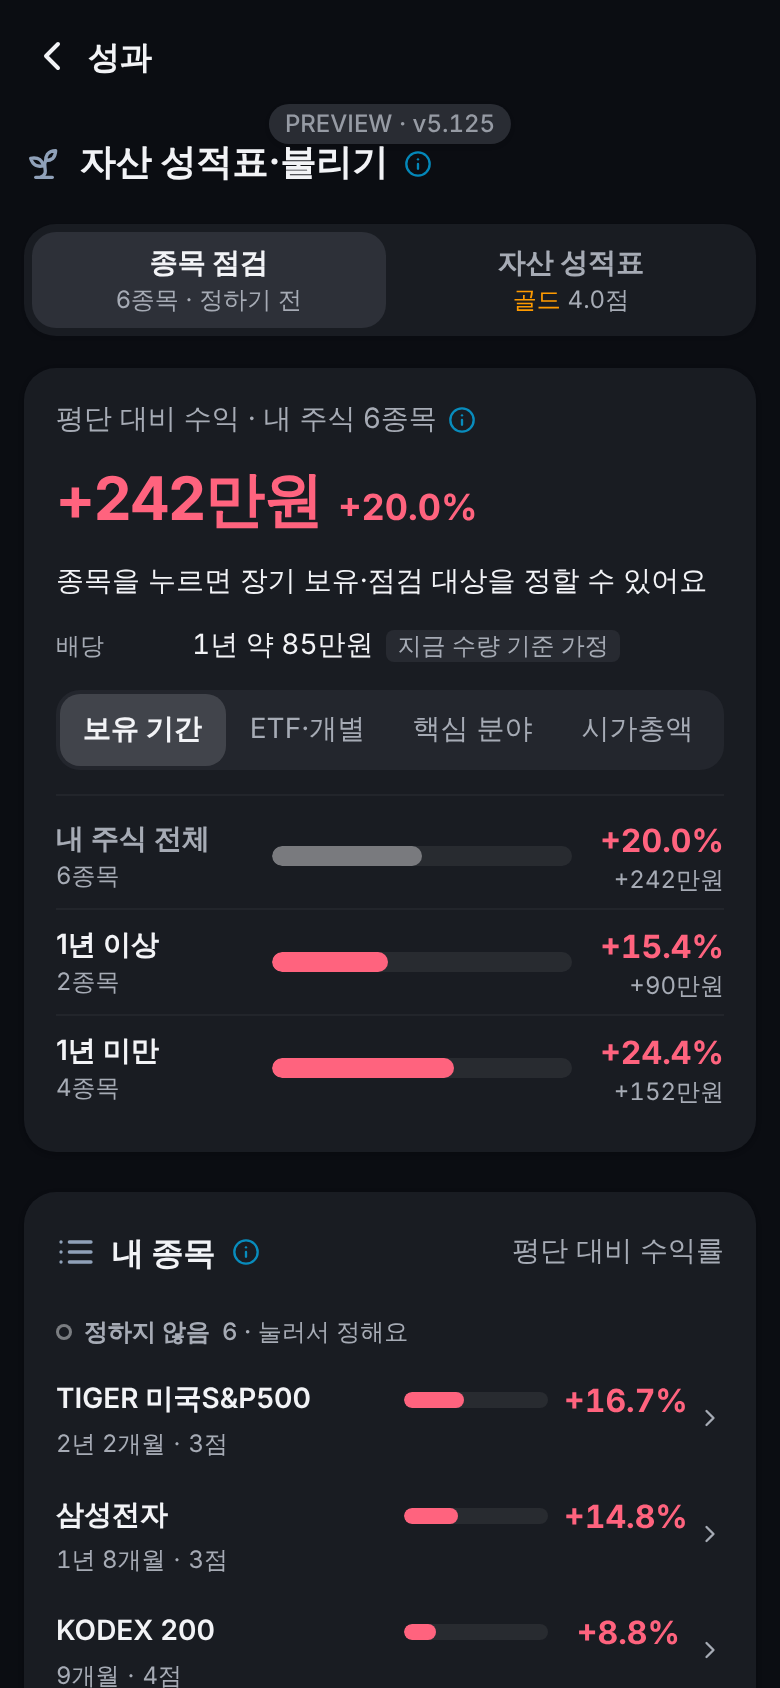 성과
PREVIEW · v5.125
자산 성적표·불리기
종목 점검
6종목 · 정하기 전
자산 성적표
골드 4.0점
평단 대비 수익 · 내 주식 6종목
+242만원 +20.0%
종목을 누르면 장기 보유·점검 대상을 정할 수 있어요
배당 1년 약 85만원 지금 수량 기준 가정
보유 기간 ETF·개별 핵심 분야 시가총액
내 주식 전체 +20.0%
6종목 +242만원
1년 이상 +15.4%
2종목 +90만원
1년 미만 +24.4%
4종목 +152만원
내 종목 평단 대비 수익률
정하지 않음 6 · 눌러서 정해요
TIGER 미국S&P500 +16.7%
2년 2개월 · 3점
삼성전자 +14.8%
1년 8개월 · 3점
KODEX 200 +8.8%
9개월 · 4점